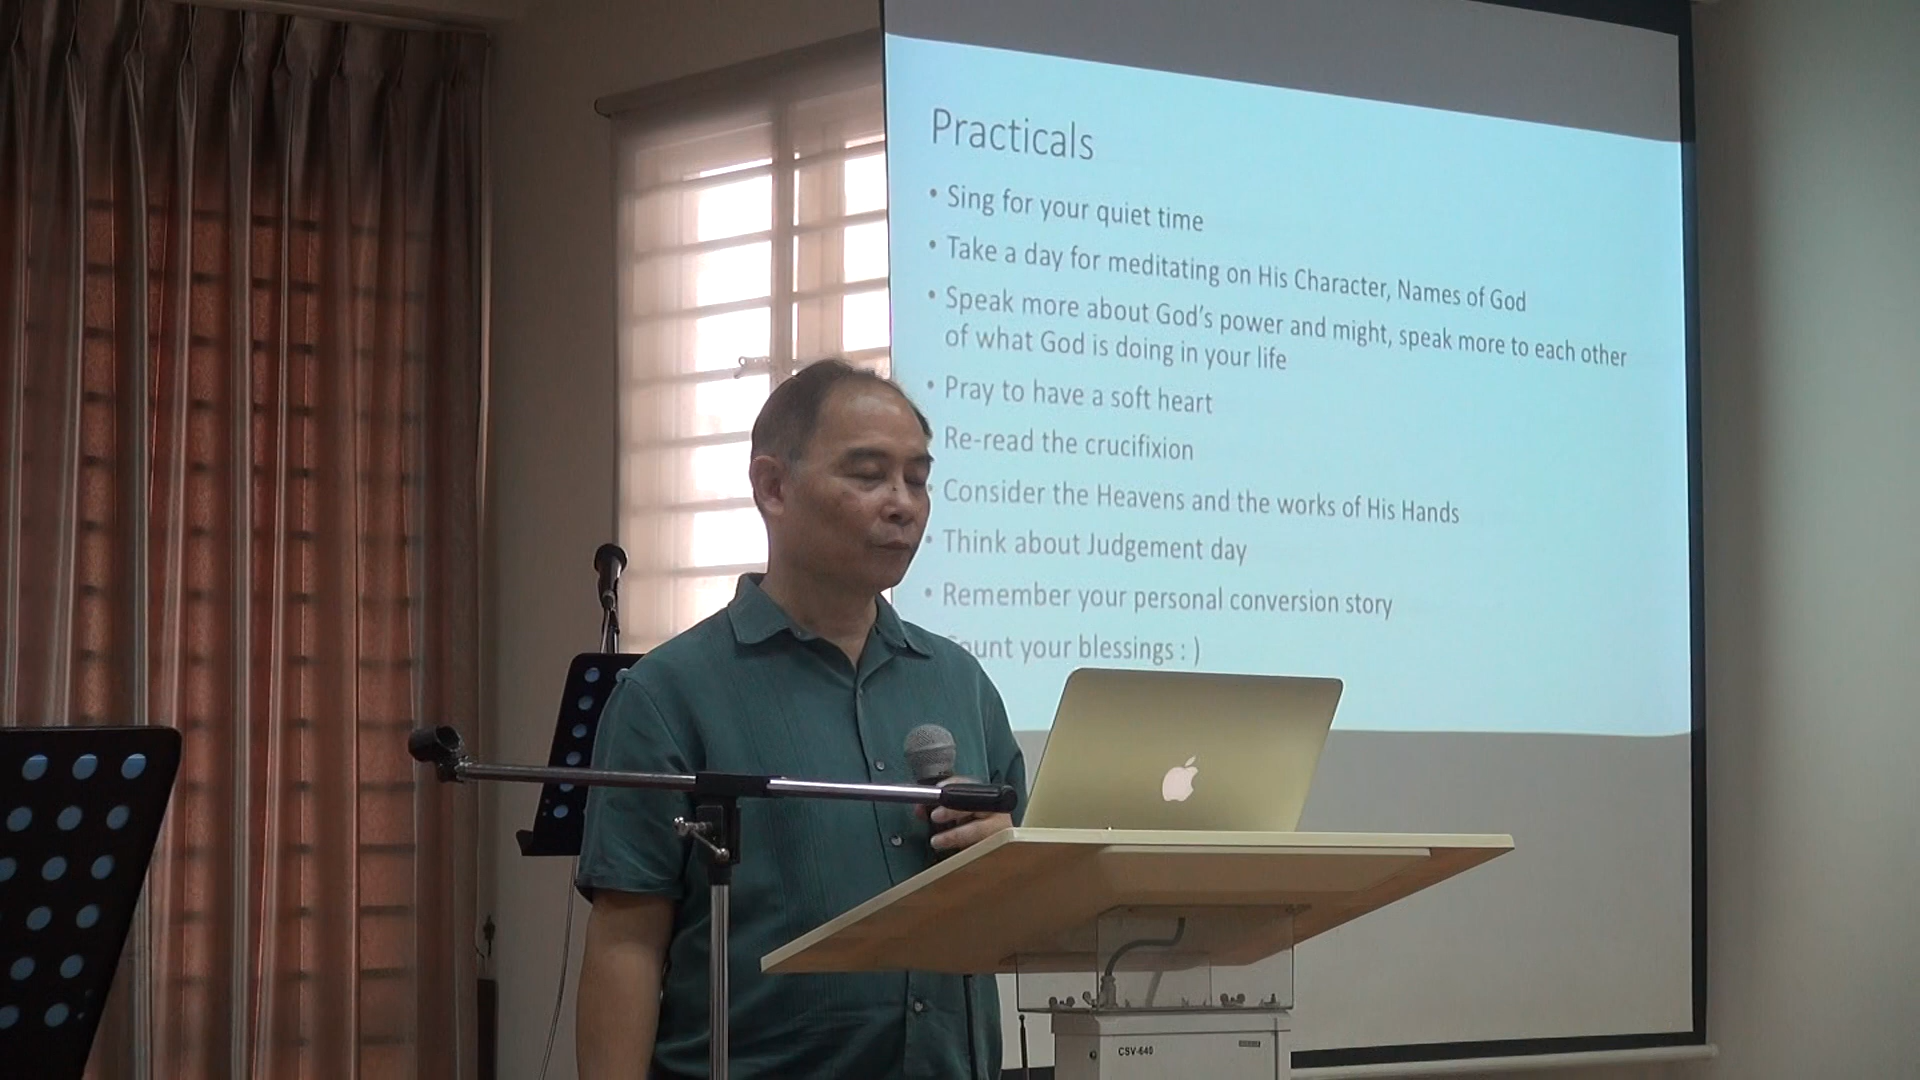 Practicals
• Sing for your quiet time
• Take a day for meditating on His Character, Names of God
• Speak more about God's power and might, speak more to each other
of what God is doing in your life
• Pray to have a soft heart
Re-read the crucifixion
• Consider the Heavens and the works of His Hands
• Think about Judgement day
• Remember your personal conversion story
Count your blessings : )
CSV-640